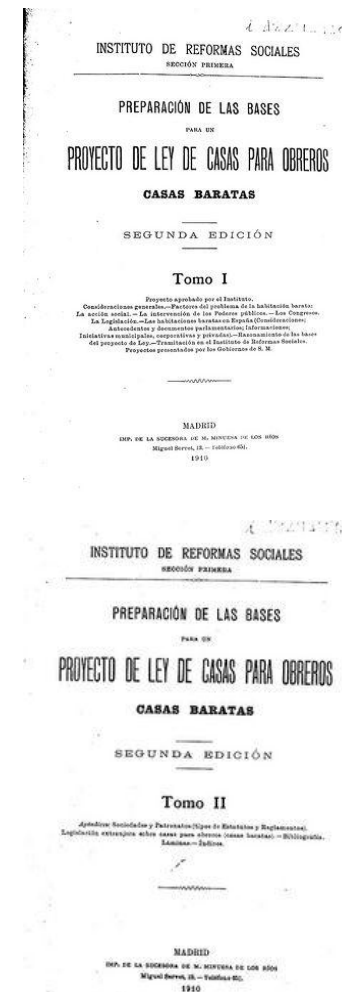 INSTITUTO DE REFORMAS SOCIALES
SECCIÓN PRIMERA
PREPARACIÓN DE LAS BASES
PARA UN
PROYECTO DE LEY DE CASAS PARA OBREROS
CASAS BARATAS
SEGUNDA EDICIÓN
Tomo I
Proyecto aprobado por el Instituto.
Consideraciones generales.—Factores del problema de la habitación barata:
La acción social.—La intervención de los Poderes públicos.—Los Congresos.
La Legislación.—Las habitaciones baratas en España (Consideraciones;
Antecedentes y documentos parlamentarios; Informaciones;
Iniciativas municipales, corporativas y privadas).—Razonamiento de las bases
del proyecto de Ley.—Tramitación en el Instituto de Reformas Sociales.
Proyectos presentados por los Gobiernos de S. M.
MADRID
IMP. DE LA SUCESORA DE M. MINUESA DE LOS RÍOS
Miguel Servet, 13. — Teléfono 651.
1910
INSTITUTO DE REFORMAS SOCIALES
SECCIÓN PRIMERA
PREPARACIÓN DE LAS BASES
PARA UN
PROYECTO DE LEY DE CASAS PARA OBREROS
CASAS BARATAS
SEGUNDA EDICIÓN
Tomo II
Apéndices: Sociedades y Patronatos (tipos de Estatutos y Reglamentos).
Legislación extranjera sobre casas para obreros (casas baratas).—Bibliografía.
Láminas.—Índices.
MADRID
IMP. DE LA SUCESORA DE M. MINUESA DE LOS RÍOS
Miguel Servet, 13. — Teléfono 651.
1910